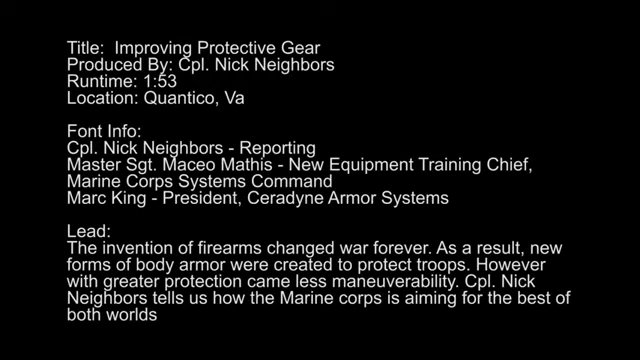 Title:  Improving Protective Gear
Produced By: Cpl. Nick Neighbors
Runtime: 1:53
Location: Quantico, Va
Font Info:
Cpl. Nick Neighbors - Reporting
Master Sgt. Maceo Mathis - New Equipment Training Chief,
Marine Corps Systems Command
Marc King - President, Ceradyne Armor Systems
Lead:
The invention of firearms changed war forever. As a result, new
forms of body armor were created to protect troops. However
with greater protection came less maneuverability. Cpl. Nick
Neighbors tells us how the Marine corps is aiming for the best of
both worlds